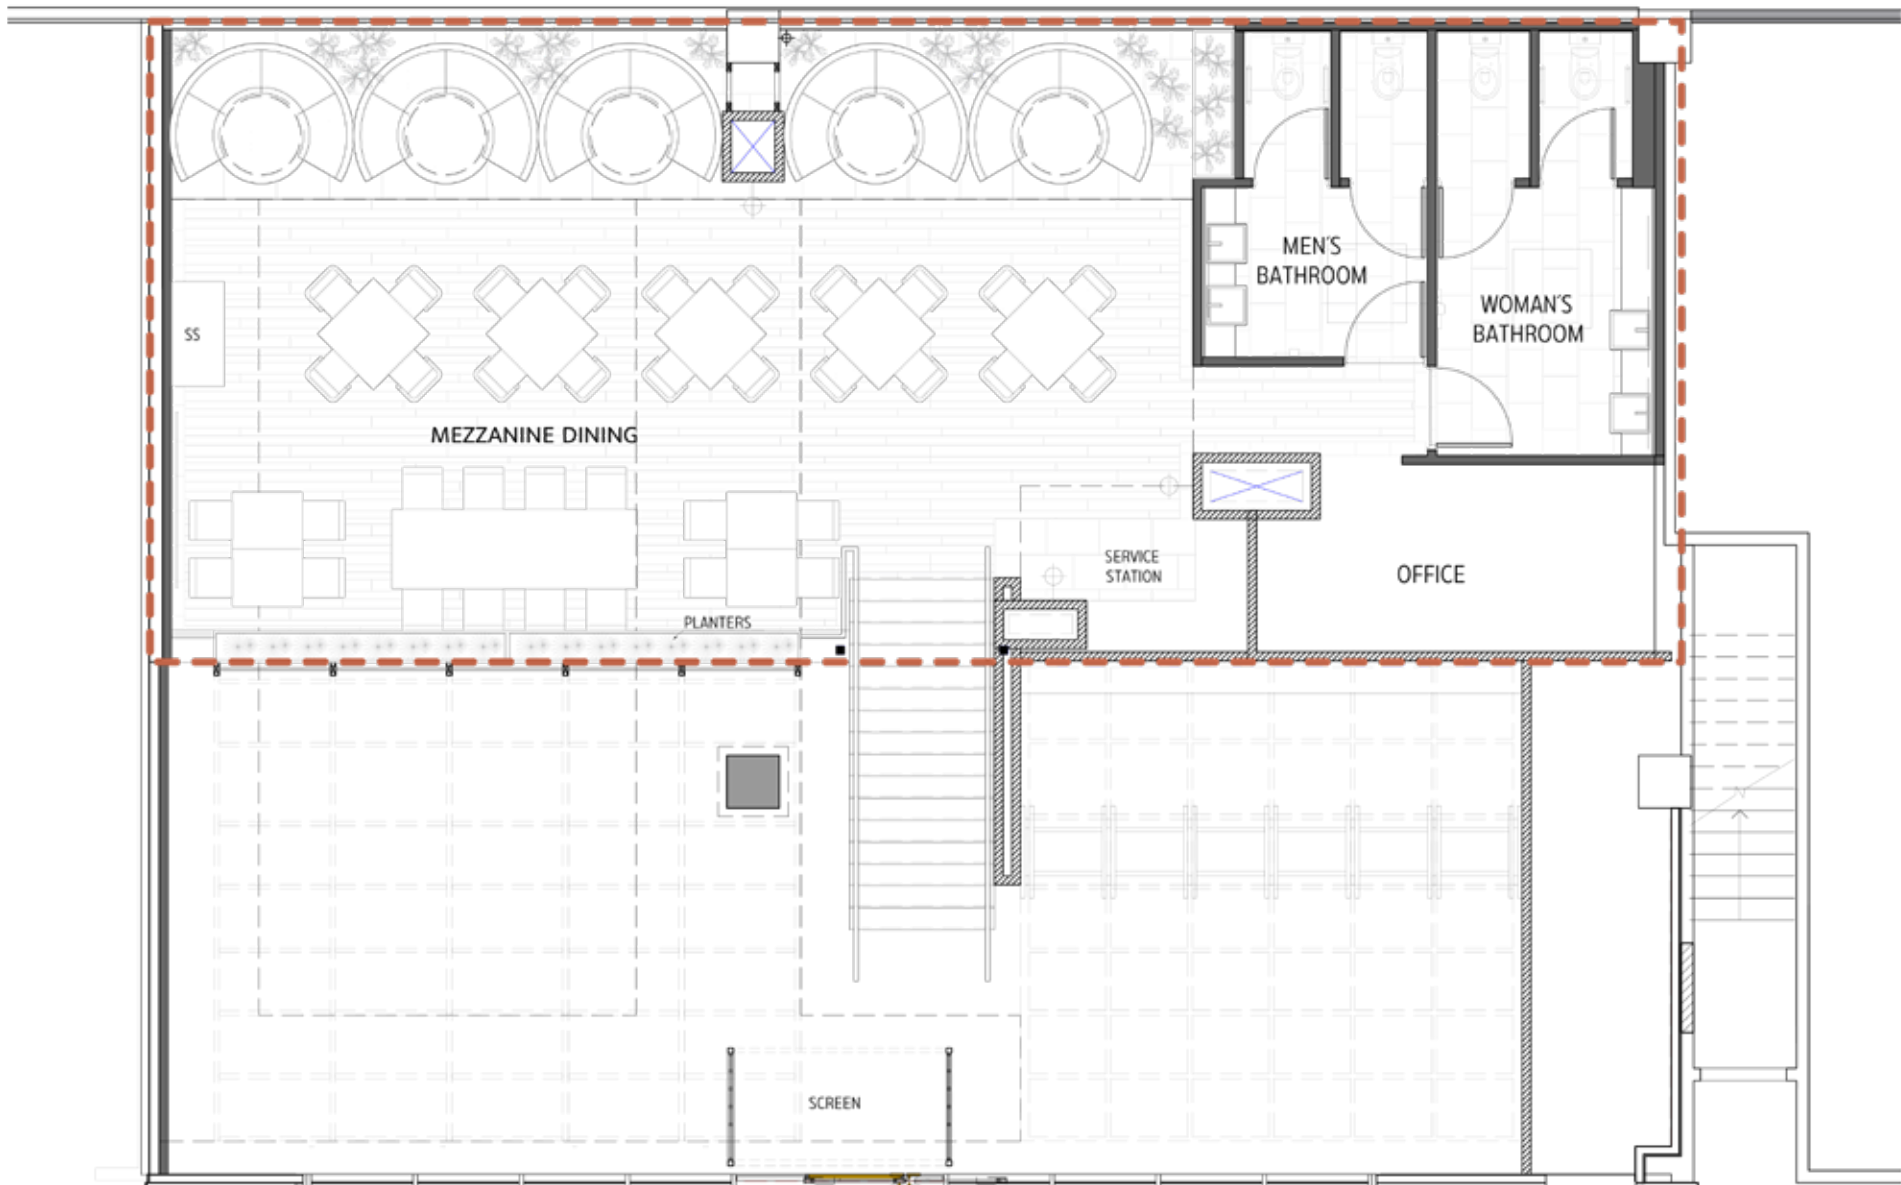 MEN'S
BATHROOM
WOMAN'S
BATHROOM
SS
MEZZANINE DINING
SERVICE
STATION
OFFICE
PLANTERS
SCREEN